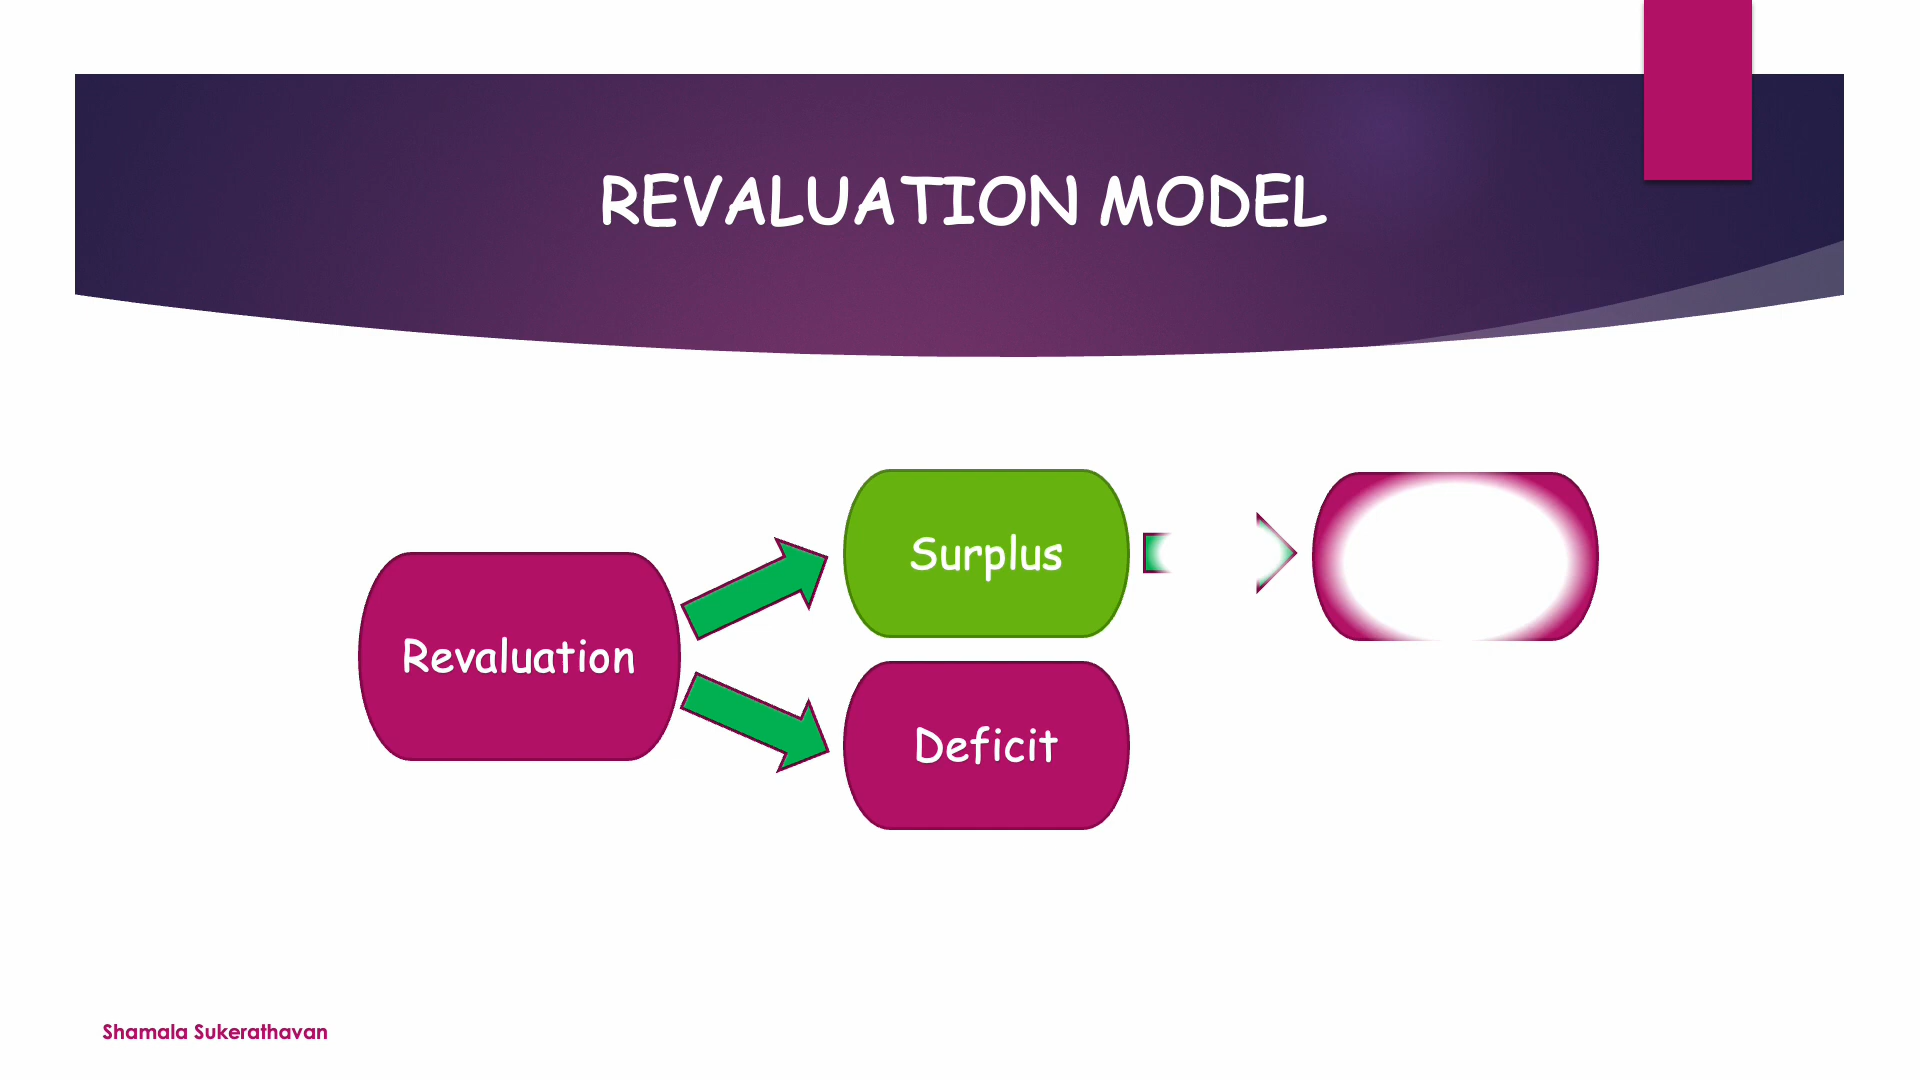 REVALUATION MODEL
Surplus
Revaluation
Deficit
Shamala Sukerathavan